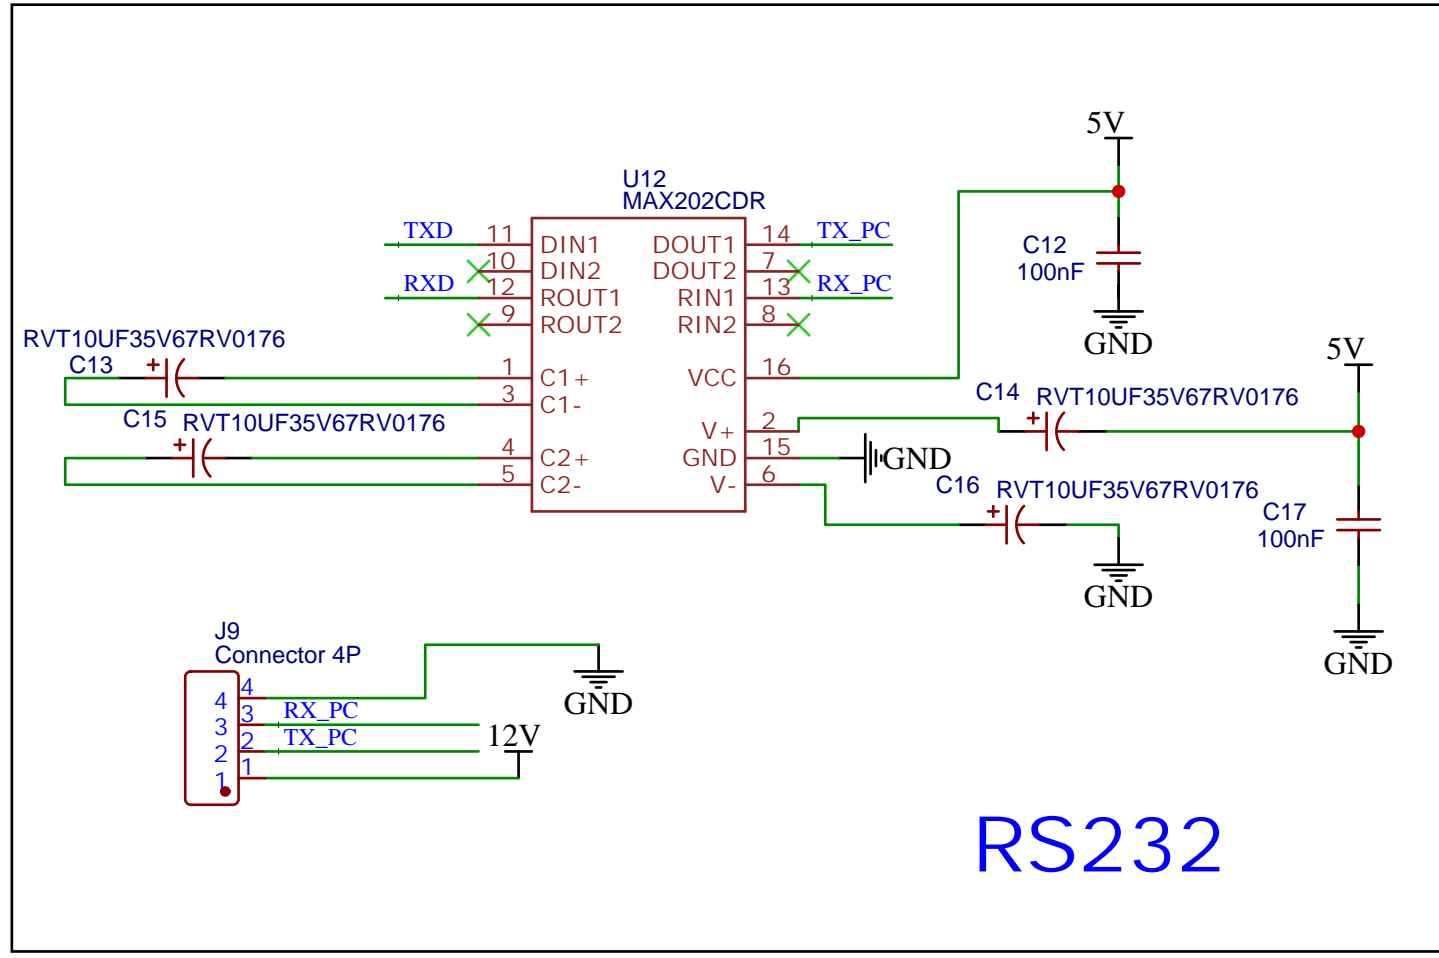 5V
U12
MAX202CDR
TXD 11 DIN1 DOUT1 14 TX_PC
10 DIN2 DOUT2 7
RXD 12 ROUT1 RIN1 13 RX_PC
9 ROUT2 RIN2 8
C12
100nF
GND
RVT10UF35V67RV0176
C13 +
1 C1+ VCC 16
3 C1-
5V
C14 RVT10UF35V67RV0176
+
C15 RVT10UF35V67RV0176
+
V+ 2
4 C2+ GND 15 GND
5 C2- V- 6
C16 RVT10UF35V67RV0176
+
GND
C17
100nF
GND
J9
Connector 4P
4 4
3 3 RX_PC
2 2 TX_PC
1 1
GND
12V
RS232